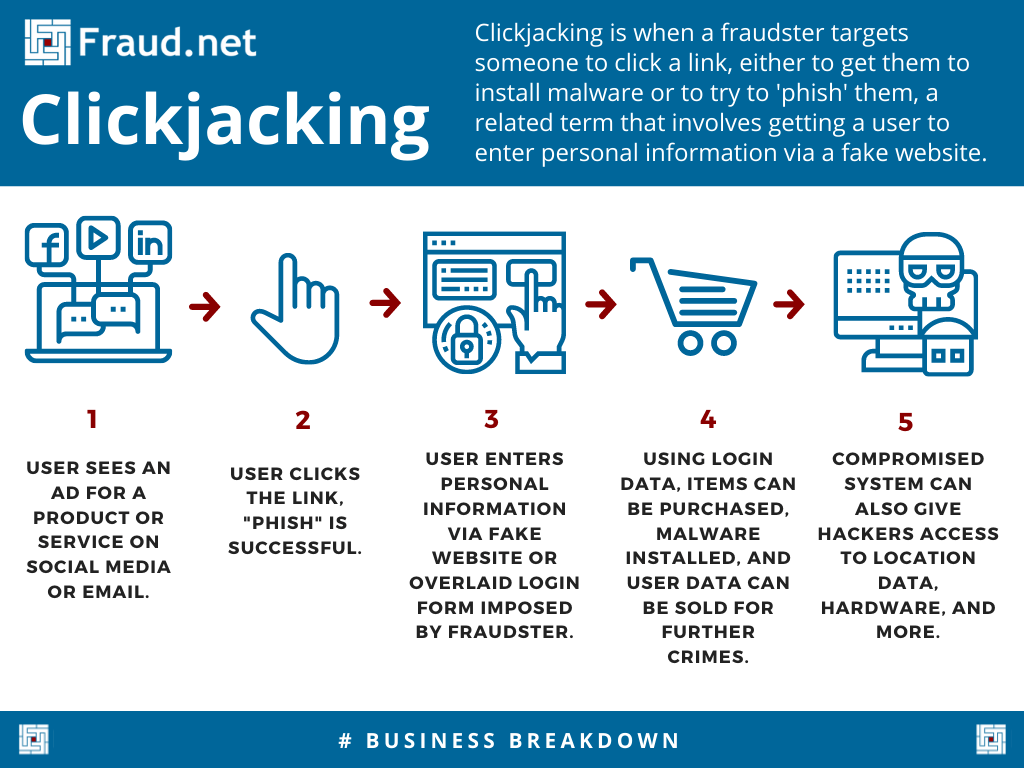 Fraud.net
Clickjacking
Clickjacking is when a fraudster targets
someone to click a link, either to get them to
install malware or to try to 'phish' them, a
related term that involves getting a user to
enter personal information via a fake website.
f
in
1
USER SEES AN
AD FOR A
PRODUCT OR
SERVICE ON
SOCIAL MEDIA
OR EMAIL.
2
USER CLICKS
THE LINK,
"PHISH" IS
SUCCESSFUL.
3
USER ENTERS
PERSONAL
INFORMATION
VIA FAKE
WEBSITE OR
OVERLAID LOGIN
FORM IMPOSED
BY FRAUDSTER.
4
USING LOGIN
DATA, ITEMS CAN
BE PURCHASED,
MALWARE
INSTALLED, AND
USER DATA CAN
BE SOLD FOR
FURTHER
CRIMES.
5
COMPROMISED
SYSTEM CAN
ALSO GIVE
HACKERS ACCESS
TO LOCATION
DATA,
HARDWARE, AND
MORE.
# BUSINESS BREAKDOWN